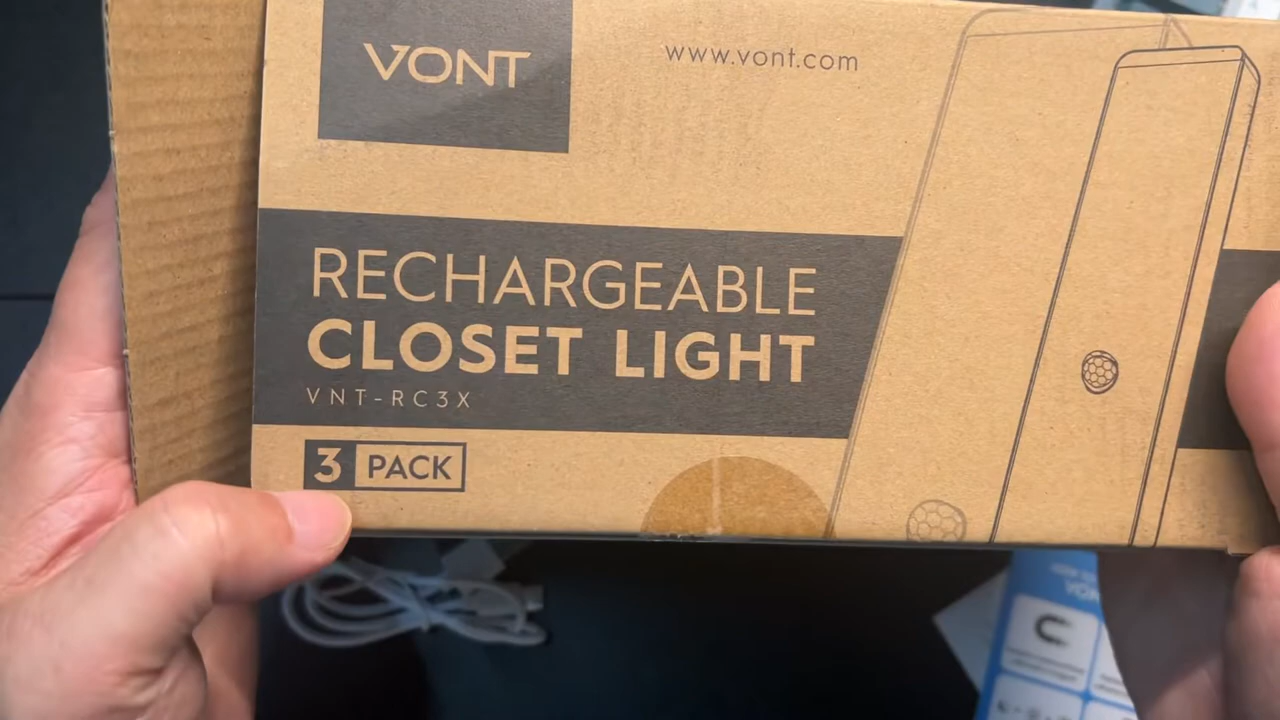 VONT
www.vont.com
RECHARGEABLE
CLOSET LIGHT
VNT-RC3X
3 PACK